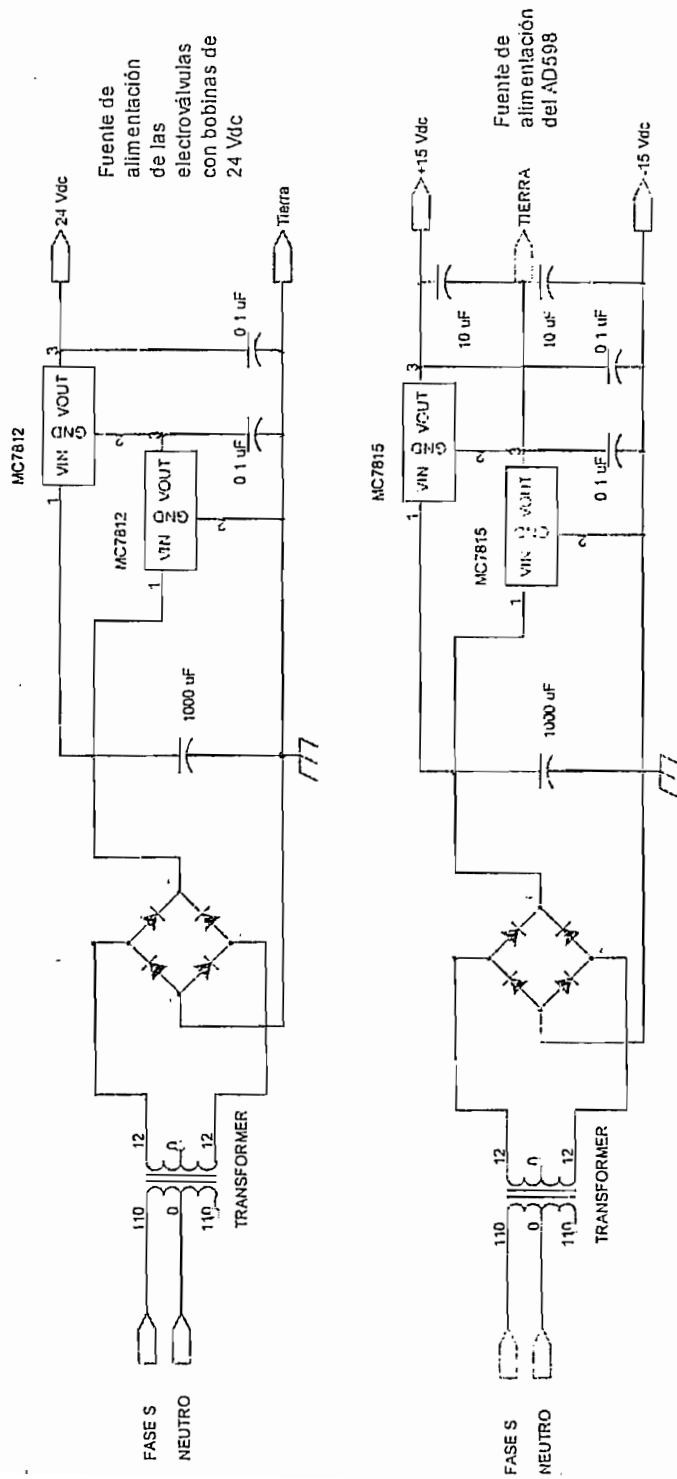 FASE S
NEUTRO
110
0
110
12
0
12
TRANSFORMER
1000 uF
MC7812
1
VIN VOUT
GND
3
2
MC7812
1
VIN VOUT
GND
3
2
0 1 uF
0 1 uF
24 Vdc
Tierra
Fuente de
alimentación
de las
electroválvulas
con bobinas de
24 Vdc
FASE S
NEUTRO
110
0
110
12
0
12
TRANSFORMER
1000 uF
MC7815
1
VIN VOUT
GND
3
2
MC7815
1
VIN VOUT
3
2
10 uF
10 uF
0 1 uF
0 1 uF
+15 Vdc
TIERRA
-15 Vdc
Fuente de
alimentación
del AD598